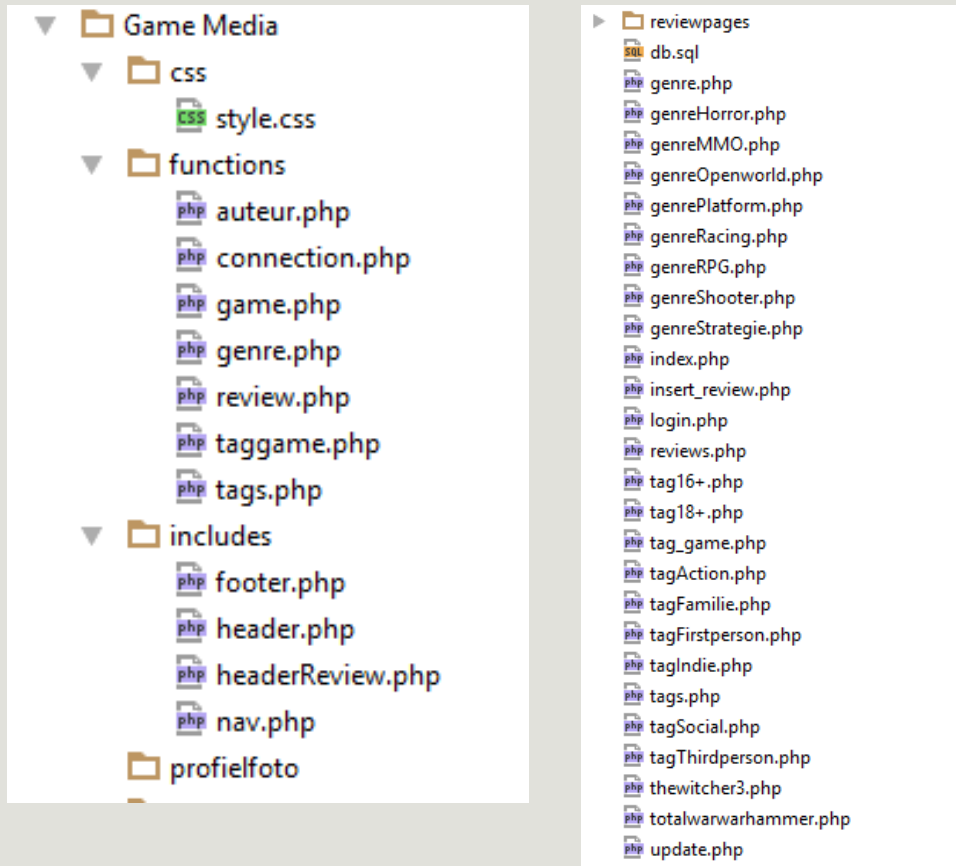 Game Media
css
style.css
functions
auteur.php
connection.php
game.php
genre.php
review.php
taggame.php
tags.php
includes
footer.php
header.php
headerReview.php
nav.php
profielfoto
reviewpages
db.sql
genre.php
genreHorror.php
genreMMO.php
genreOpenworld.php
genrePlatform.php
genreRacing.php
genreRPG.php
genreShooter.php
genreStrategie.php
index.php
insert_review.php
login.php
reviews.php
tag16+.php
tag18+.php
tag_game.php
tagAction.php
tagFamilie.php
tagFirstperson.php
tagIndie.php
tags.php
tagSocial.php
tagThirdperson.php
thewitcher3.php
totalwarwarhammer.php
update.php